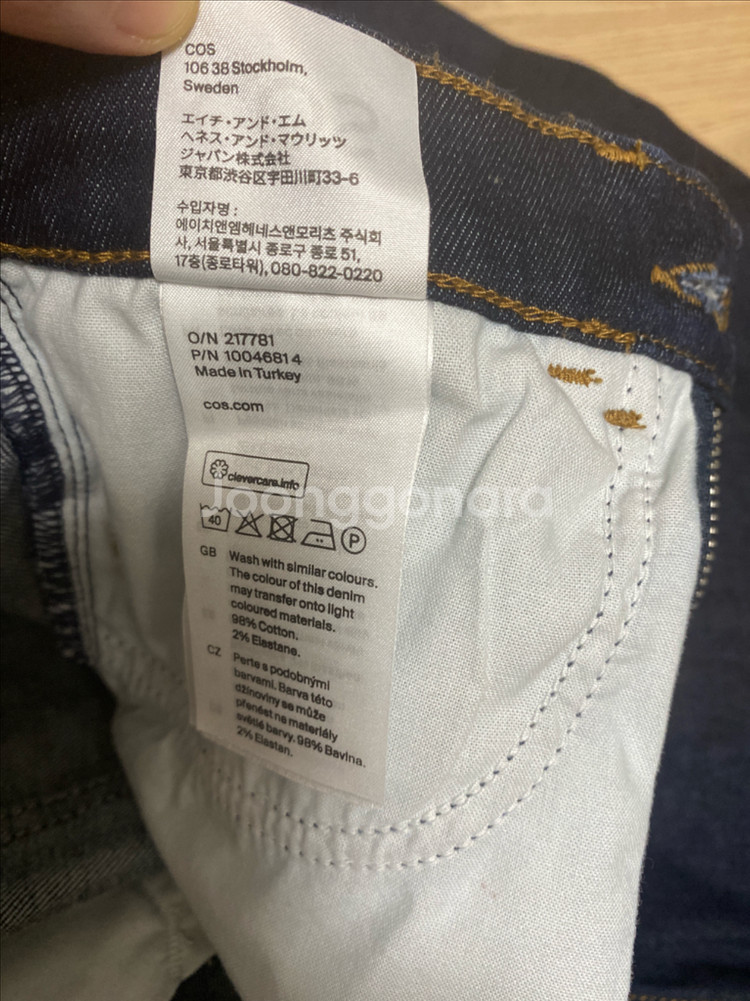 COS
106 38 Stockholm,
Sweden
エイチ・アンド・エム
ヘネス・アンド・マウリッツ
ジャパン株式会社
東京都渋谷区宇田川町33-6
수입자명 :
에이치앤엠헤네스앤모리츠 주식회
사, 서울특별시 종로구 종로 51,
17층(종로타워), 080-822-0220
O/N 217781
P/N 10046814
Made in Turkey
cos.com
clevercare.info
Joonggonara
40 P
GB Wash with similar colours.
The colour of this denim
may transfer onto light
coloured materials.
98% Cotton.
2% Elastane.
CZ Perte s podobnými
barvami. Barva této
džínoviny se může
přenést na materiály
světlé barvy. 98% Bavlna.
2% Elastan.